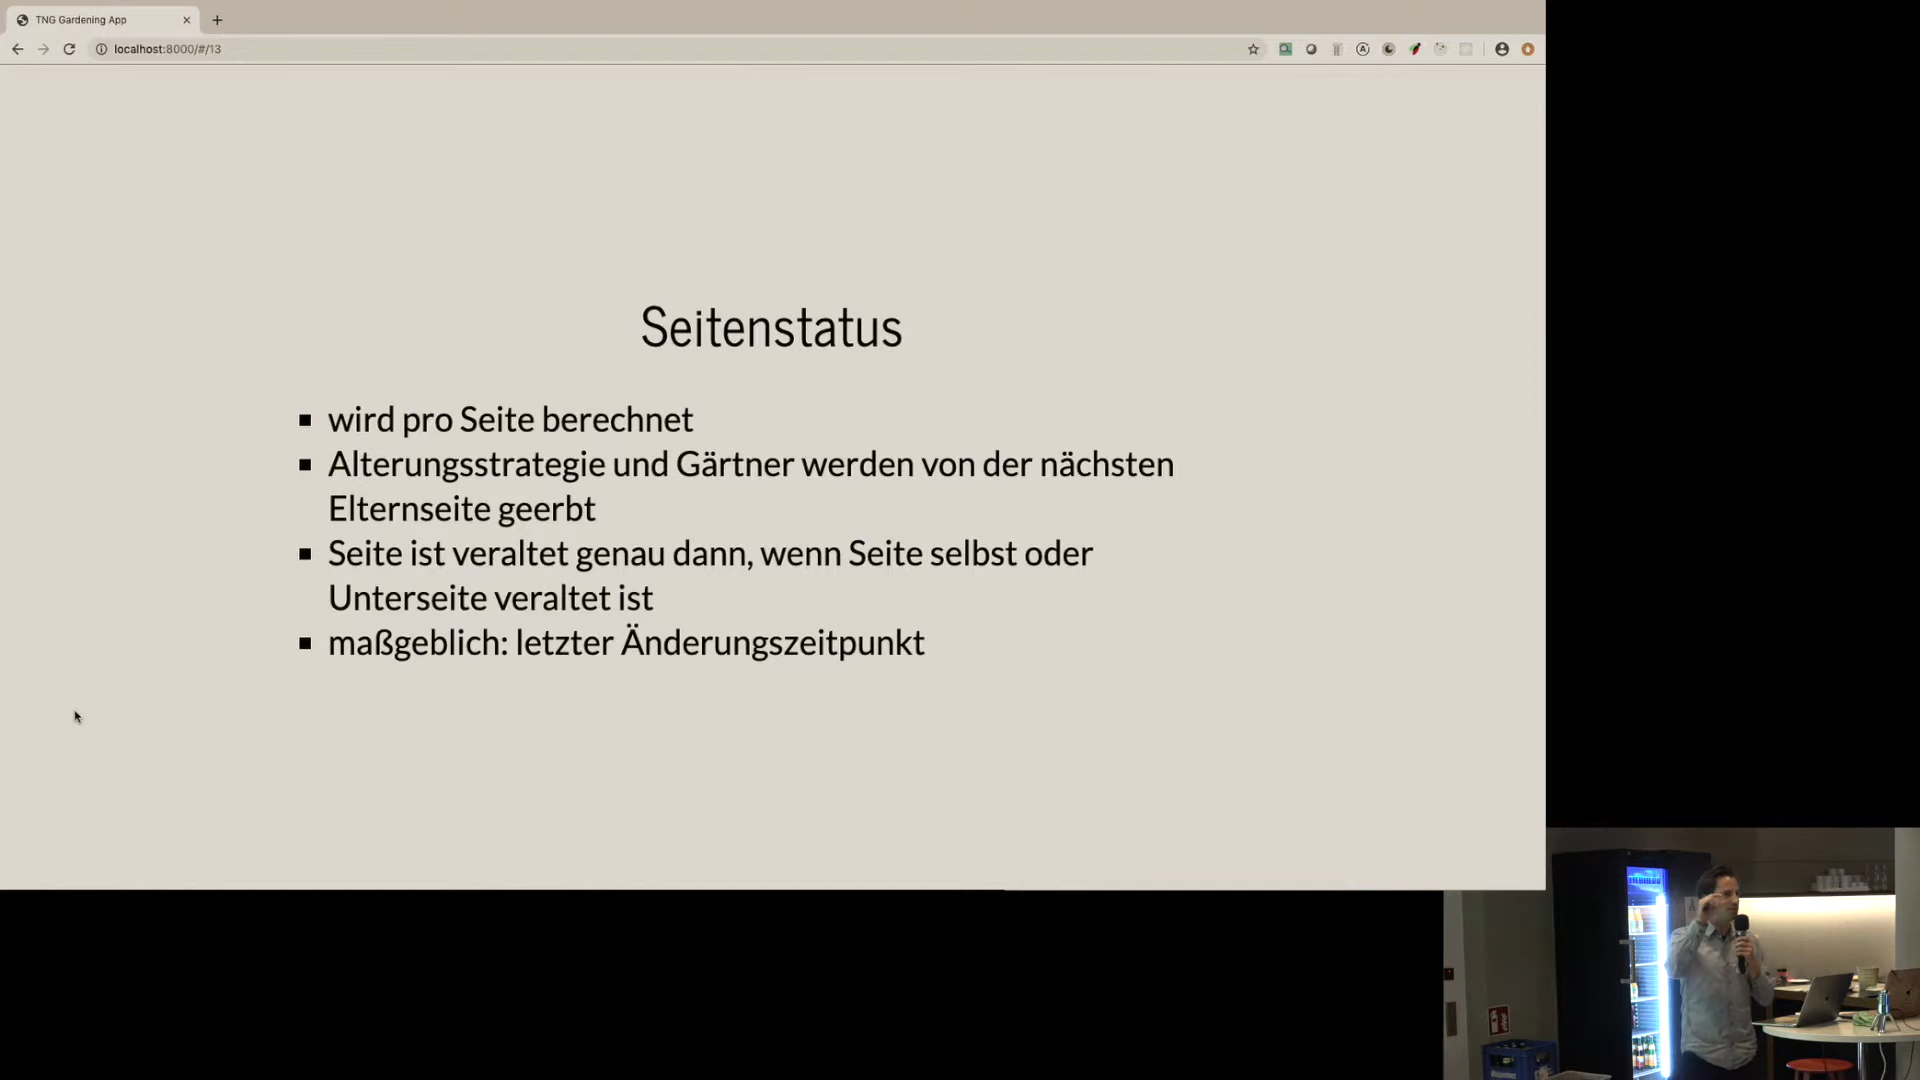 TNG Gardening App
localhost:8000/#/13
Seitenstatus
wird pro Seite berechnet
Alterungsstrategie und Gärtner werden von der nächsten
Elternseite geerbt
Seite ist veraltet genau dann, wenn Seite selbst oder
Unterseite veraltet ist
maßgeblich: letzter Änderungszeitpunkt
LIEBHERR